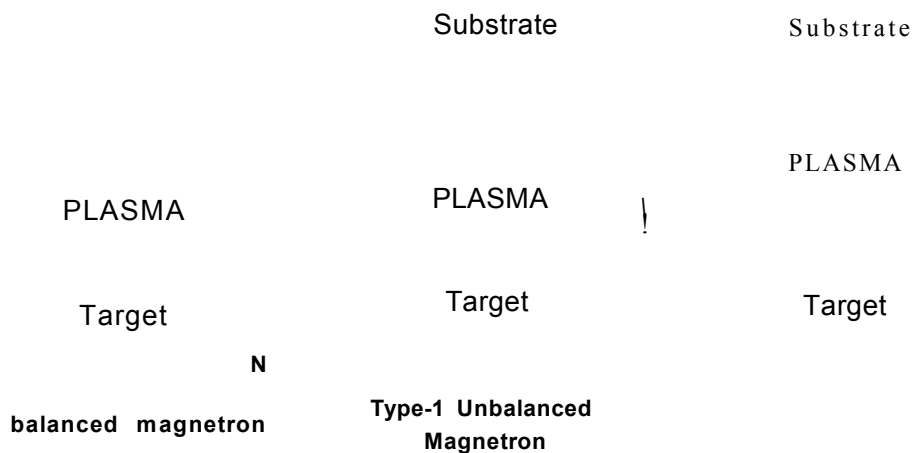 Substrate
Substrate
PLASMA
PLASMA
PLASMA
Target
Target
Target
N
balanced magnetron
Type-1 Unbalanced
Magnetron